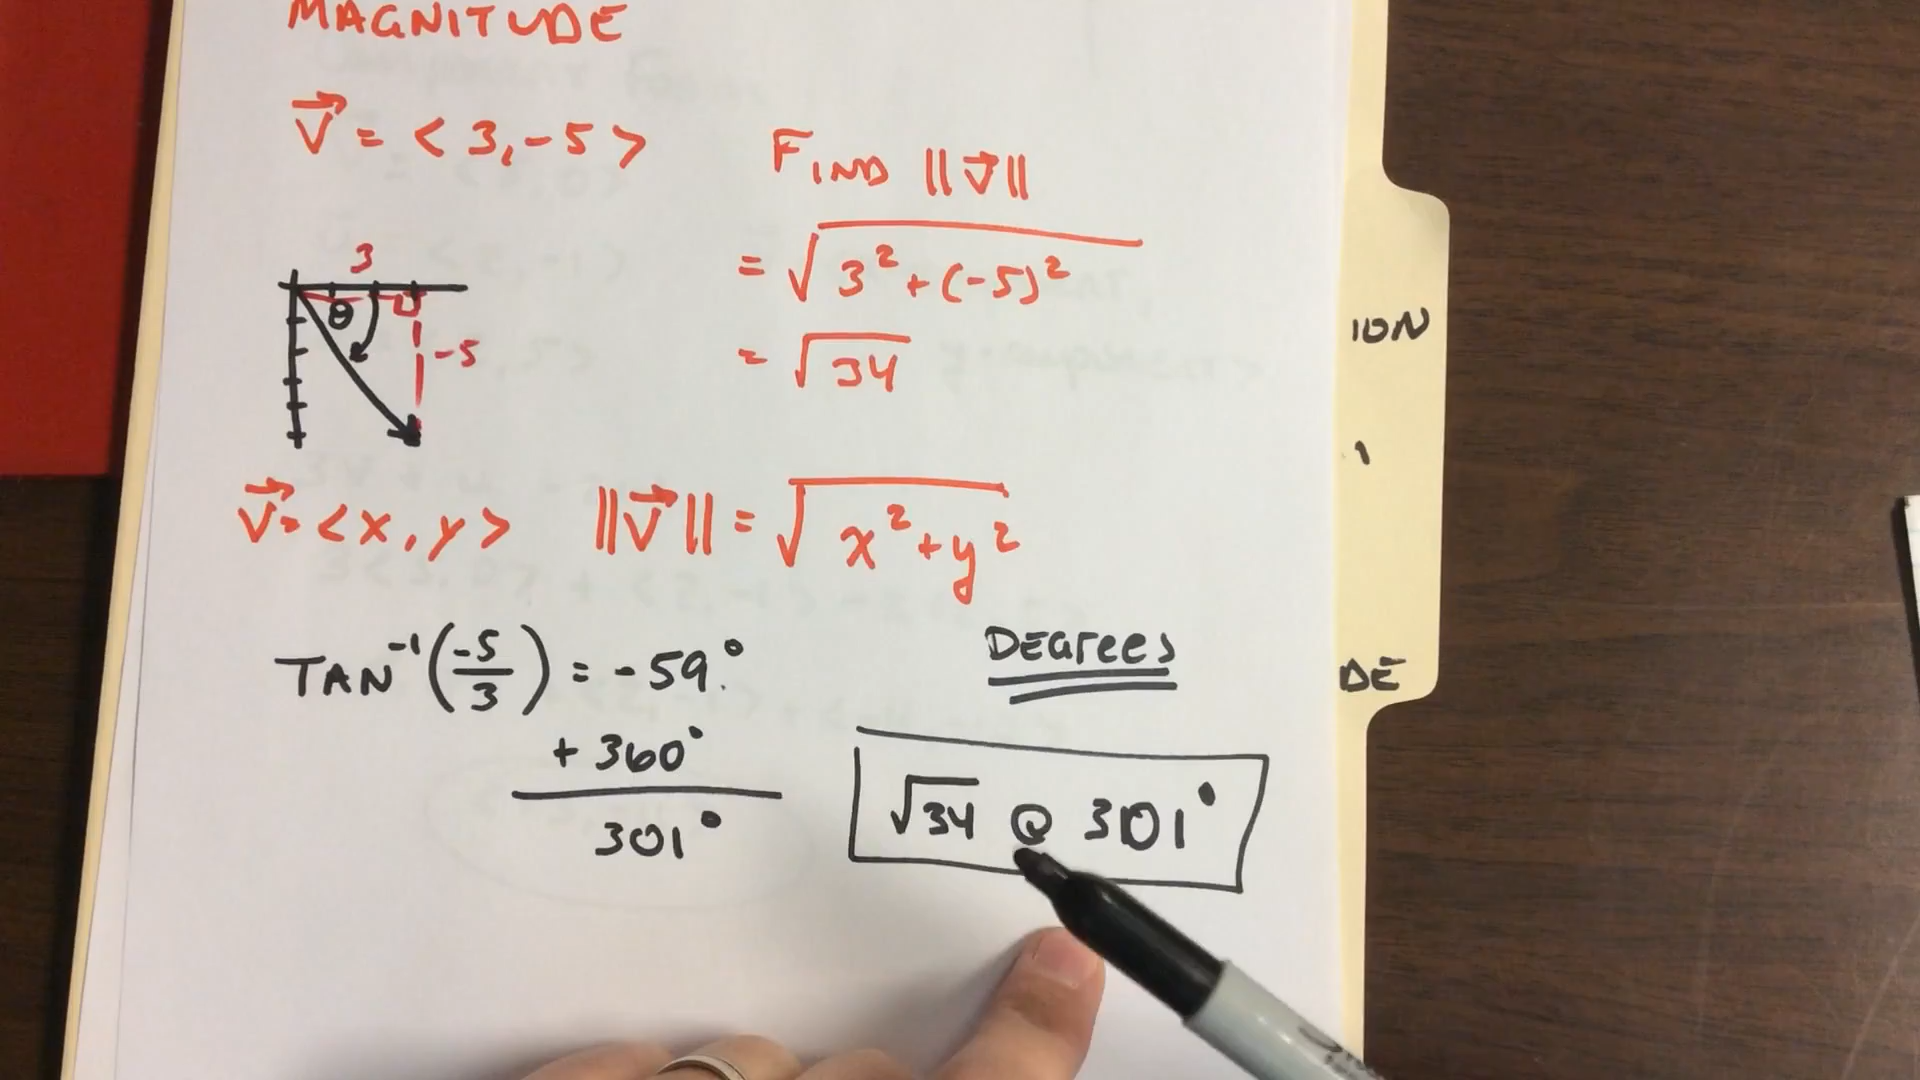 MAGNITUDE
V⃗ = < 3, -5 >
FIND ||V⃗||
= √(3² + (-5)²)
= √34
3
θ
-5
V⃗ = < x, y >
||V⃗|| = √(x² + y²)
TAN⁻¹(-5/3) = -59.°
+ 360°
301°
DEGREES
√34 @ 301°
ION
DE